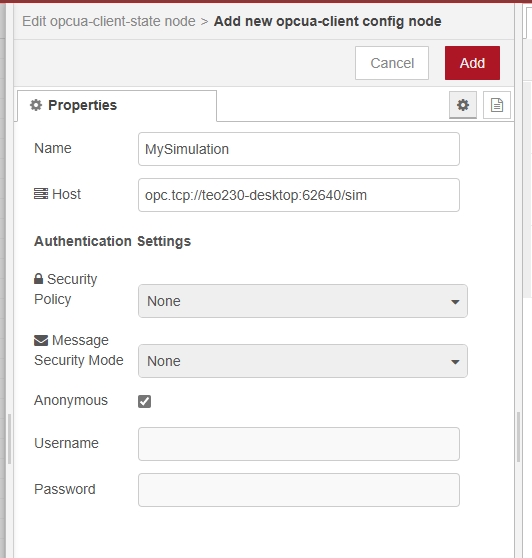 Edit opcua-client-state node > Add new opcua-client config node
Cancel
Add
Properties
Name
MySimulation
Host
opc.tcp://teo230-desktop:62640/sim
Authentication Settings
Security
Policy
None
Message
Security Mode
None
Anonymous
Username
Password